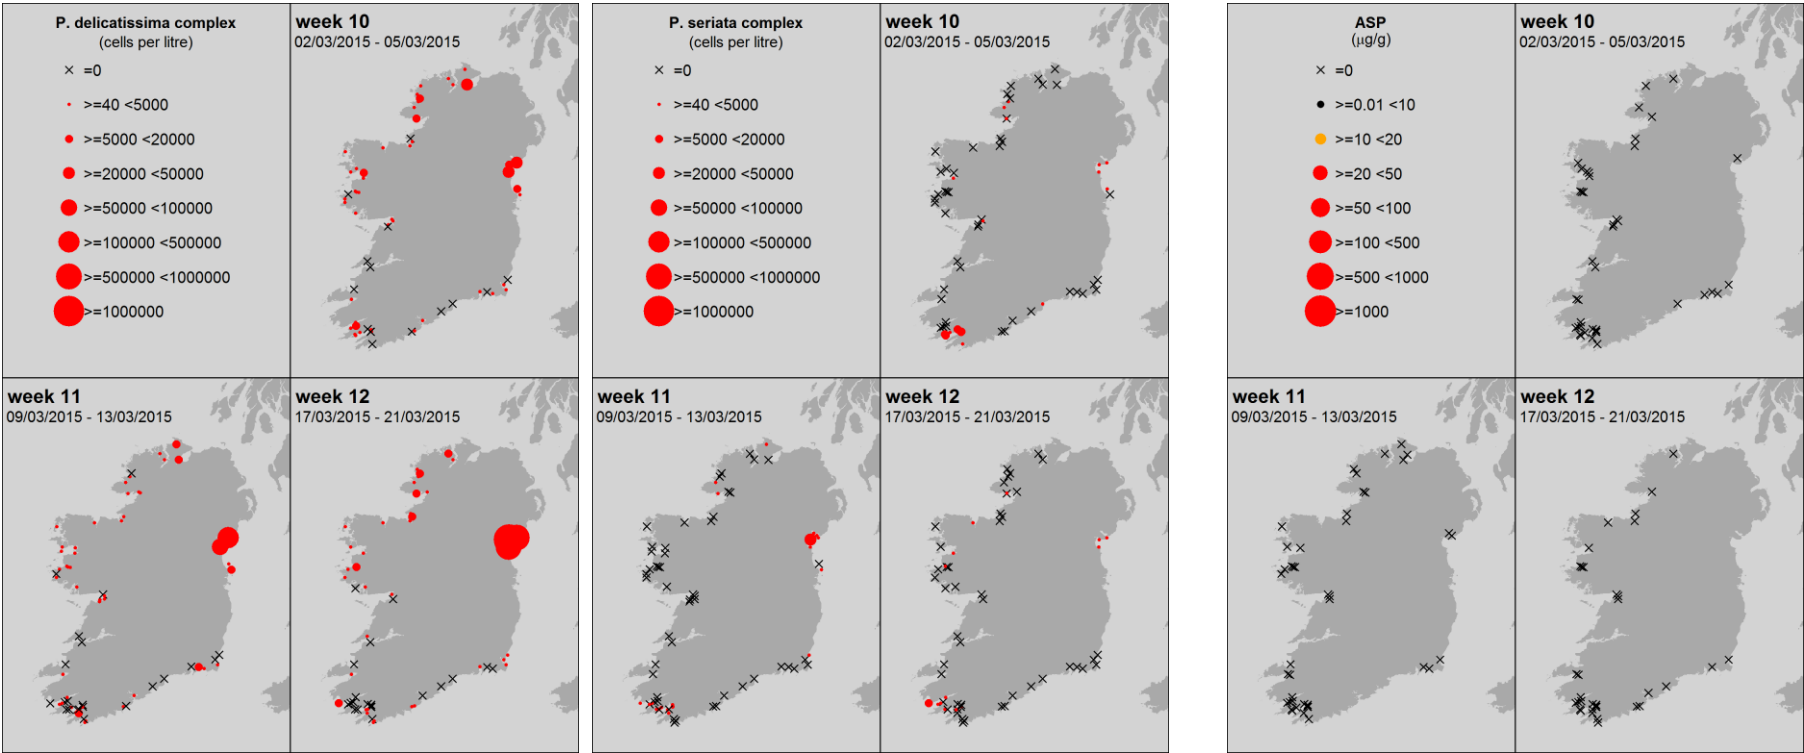 P. delicatissima complex
(cells per litre)
=0
>=40 <5000
>=5000 <20000
>=20000 <50000
>=50000 <100000
>=100000 <500000
>=500000 <1000000
>=1000000
week 10
02/03/2015 - 05/03/2015
week 11
09/03/2015 - 13/03/2015
week 12
17/03/2015 - 21/03/2015
P. seriata complex
(cells per litre)
=0
>=40 <5000
>=5000 <20000
>=20000 <50000
>=50000 <100000
>=100000 <500000
>=500000 <1000000
>=1000000
week 10
02/03/2015 - 05/03/2015
week 11
09/03/2015 - 13/03/2015
week 12
17/03/2015 - 21/03/2015
ASP
(µg/g)
=0
>=0.01 <10
>=10 <20
>=20 <50
>=50 <100
>=100 <500
>=500 <1000
>=1000
week 10
02/03/2015 - 05/03/2015
week 11
09/03/2015 - 13/03/2015
week 12
17/03/2015 - 21/03/2015